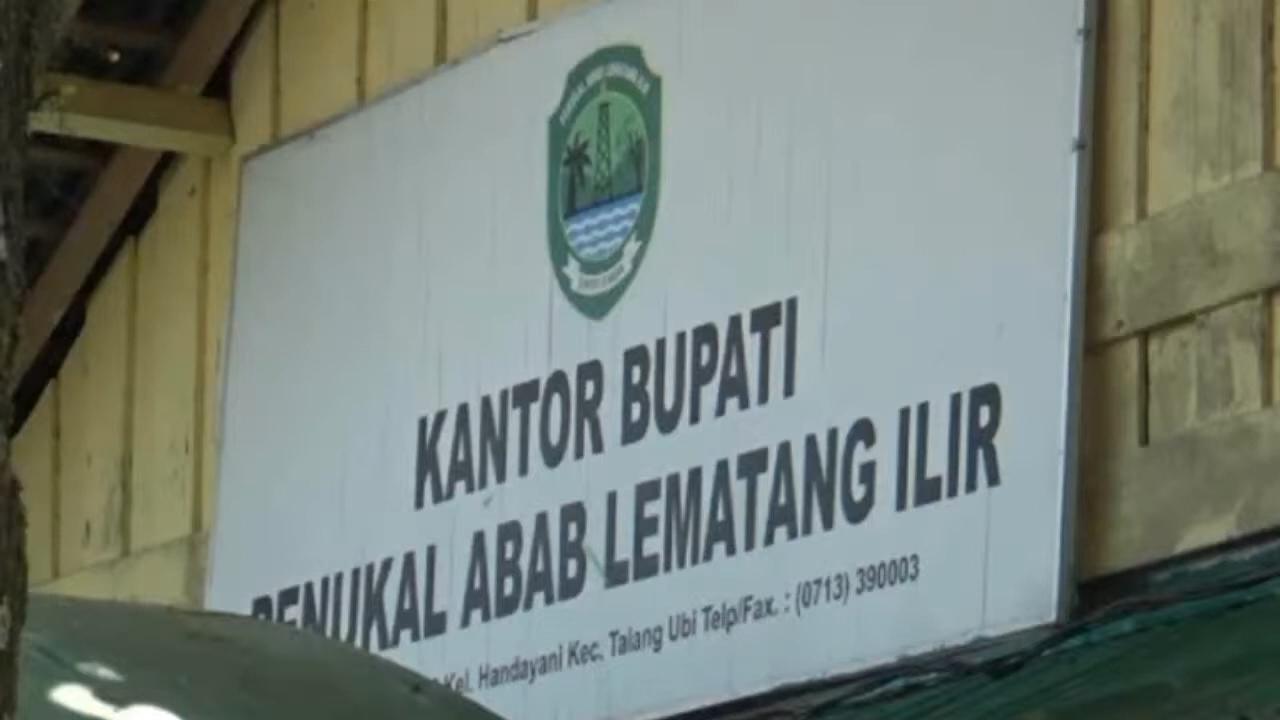 KANTOR BUPATI
PENUKAL ABAB LEMATANG ILIR
Kel. Handayani Kec. Talang Ubi Telp/Fax. : (0713) 390003